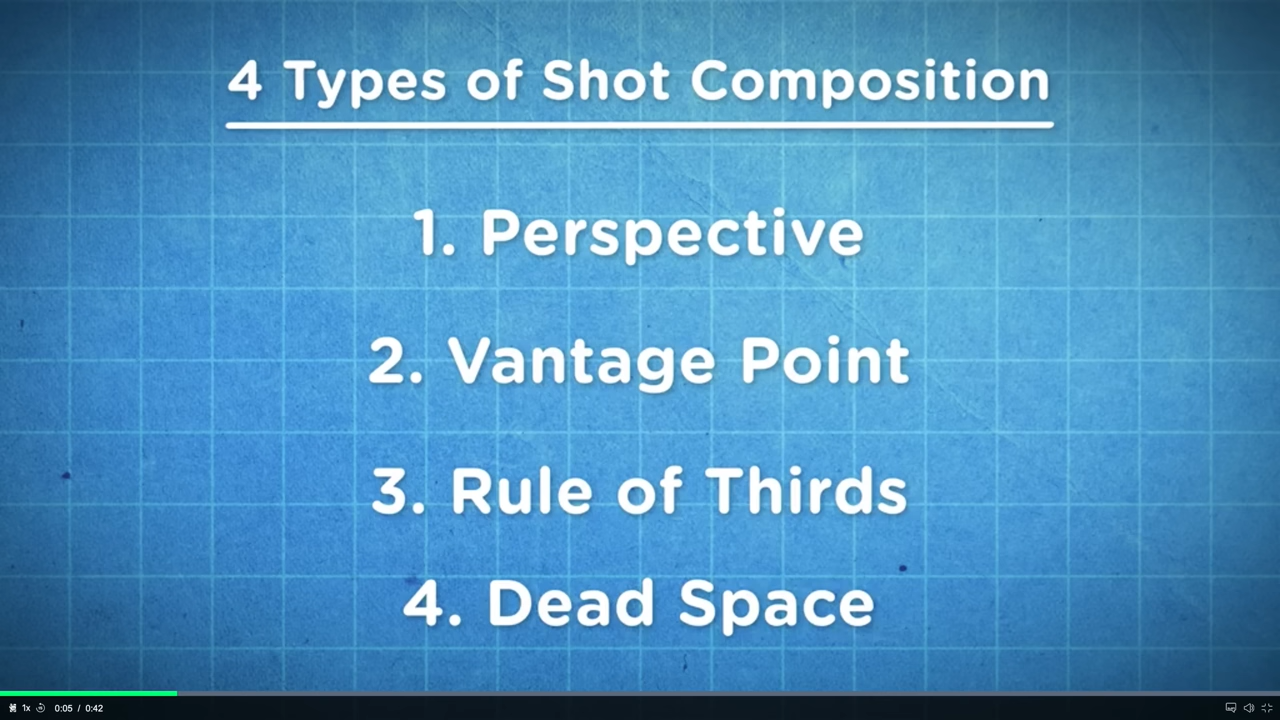 4 Types of Shot Composition
1. Perspective
2. Vantage Point
3. Rule of Thirds
4. Dead Space
1x 0:05 / 0:42